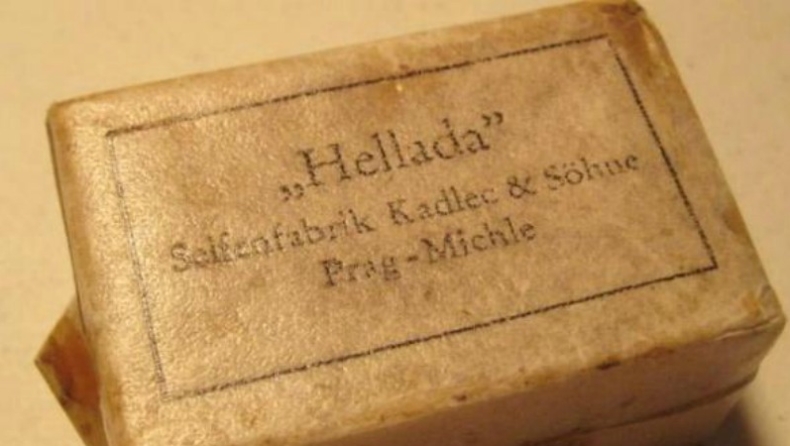 „Hellada”
Seifenfabrik Kadlec & Söhne
Prag-Michle